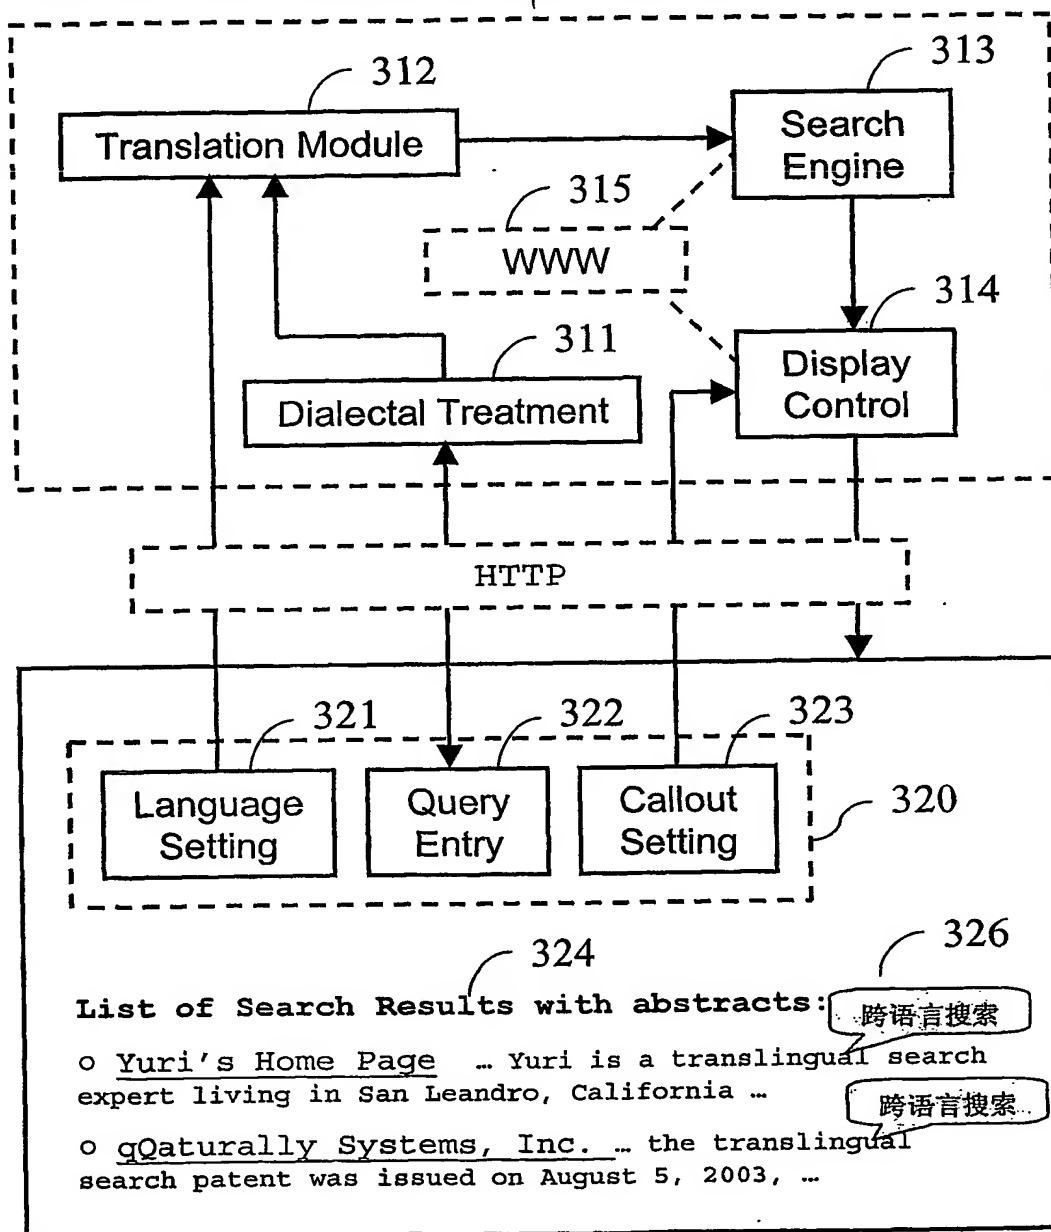 312
313
Translation Module
Search
Engine
315
WWW
314
311
Display
Control
Dialectal Treatment
HTTP
321
322
323
Language
Setting
Query
Entry
Callout
Setting
320
324
326
List of Search Results with abstracts:
跨语言搜索
o Yuri's Home Page … Yuri is a translingual search
expert living in San Leandro, California …
跨语言搜索
o qQaturally Systems, Inc. … the translingual
search patent was issued on August 5, 2003, …